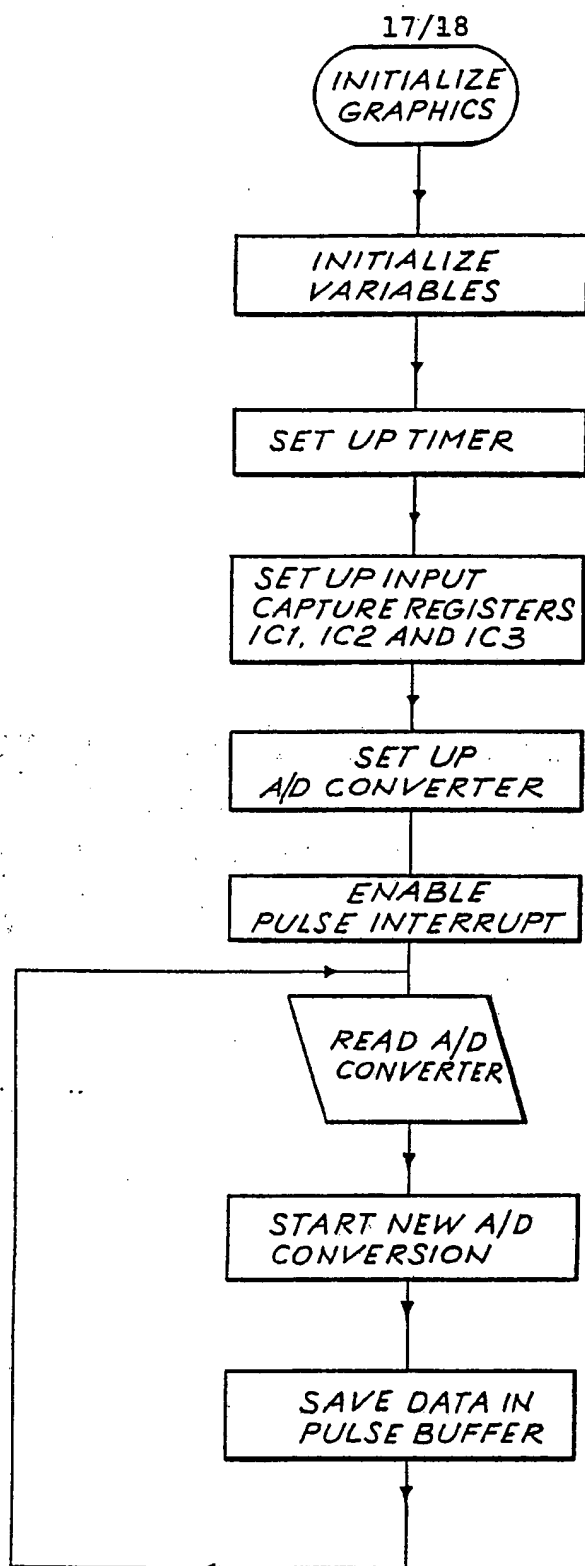 17/18
INITIALIZE
GRAPHICS
INITIALIZE
VARIABLES
SET UP TIMER
SET UP INPUT
CAPTURE REGISTERS
IC1, IC2 AND IC3
SET UP
A/D CONVERTER
ENABLE
PULSE INTERRUPT
READ A/D
CONVERTER
START NEW A/D
CONVERSION
SAVE DATA IN
PULSE BUFFER